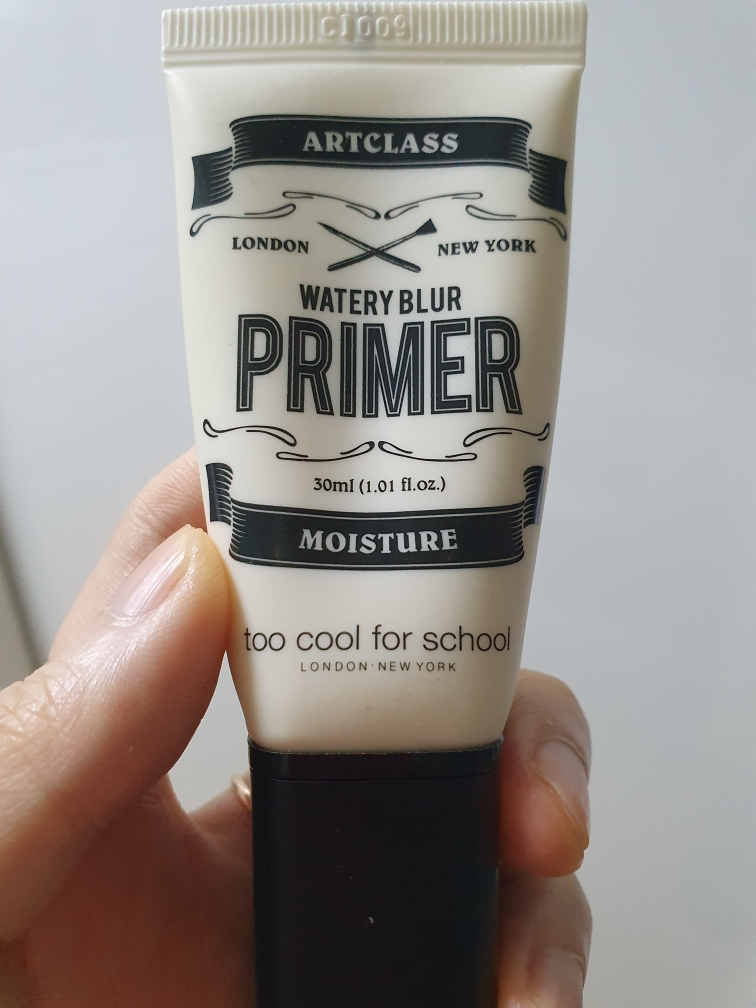 C1009
ARTCLASS
LONDON NEW YORK
WATERY BLUR
PRIMER
30ml (1.01 fl.oz.)
MOISTURE
too cool for school
LONDON·NEW YORK